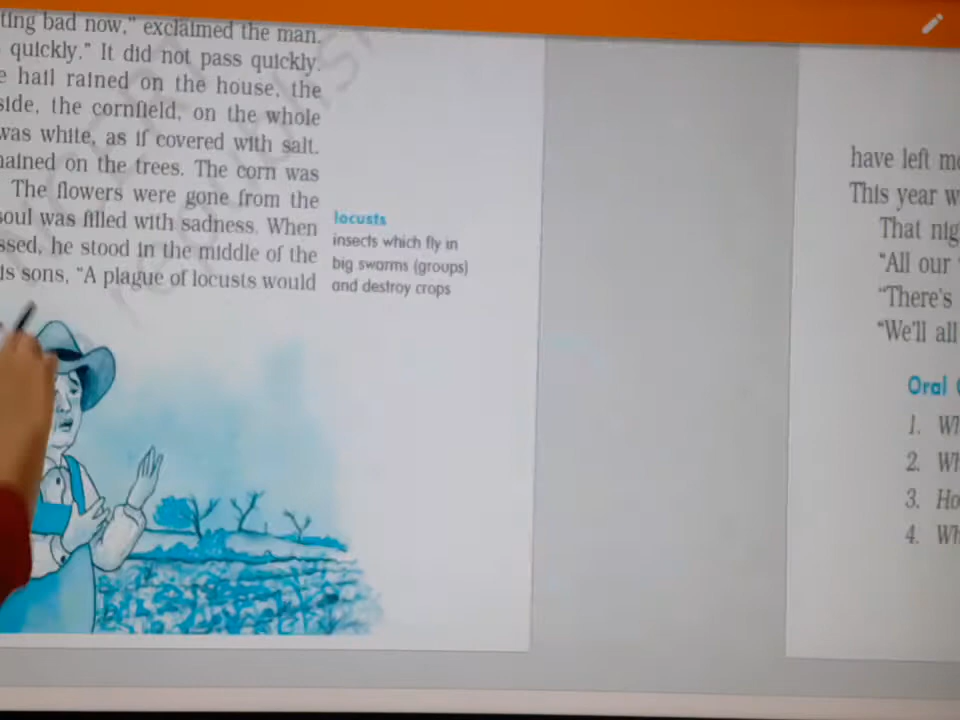 ting bad now," exclaimed the man.
quickly." It did not pass quickly.
hail rained on the house, the
side, the cornfield, on the whole
was white, as if covered with salt.
ained on the trees. The corn was
The flowers were gone from the
soul was filled with sadness. When
ssed, he stood in the middle of the
is sons, "A plague of locusts would
locusts
insects which fly in
big swarms (groups)
and destroy crops
have left m
This year w
That nig
"All our
"There's
"We'll all
Oral
1. Wh
2. Wh
3. Ho
4. Wh